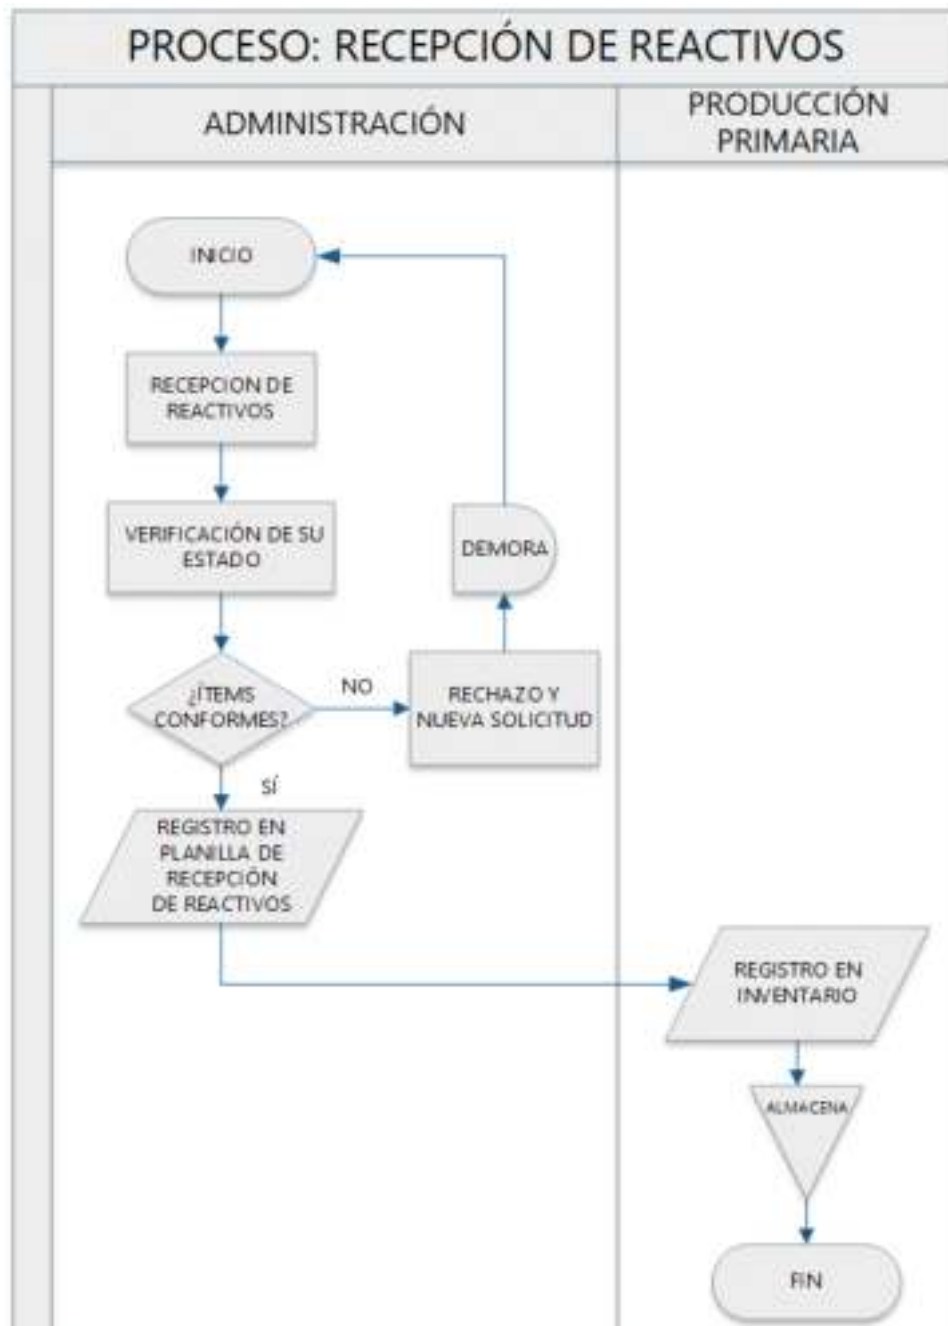 PROCESO: RECEPCIÓN DE REACTIVOS
ADMINISTRACIÓN
PRODUCCIÓN
PRIMARIA
INICIO
RECEPCION DE
REACTIVOS
VERIFICACIÓN DE SU
ESTADO
DEMORA
¿ÍTEMS
CONFORMES?
NO
RECHAZO Y
NUEVA SOLICITUD
SÍ
REGISTRO EN
PLANILLA DE
RECEPCIÓN
DE REACTIVOS
REGISTRO EN
INVENTARIO
ALMACENA
FIN